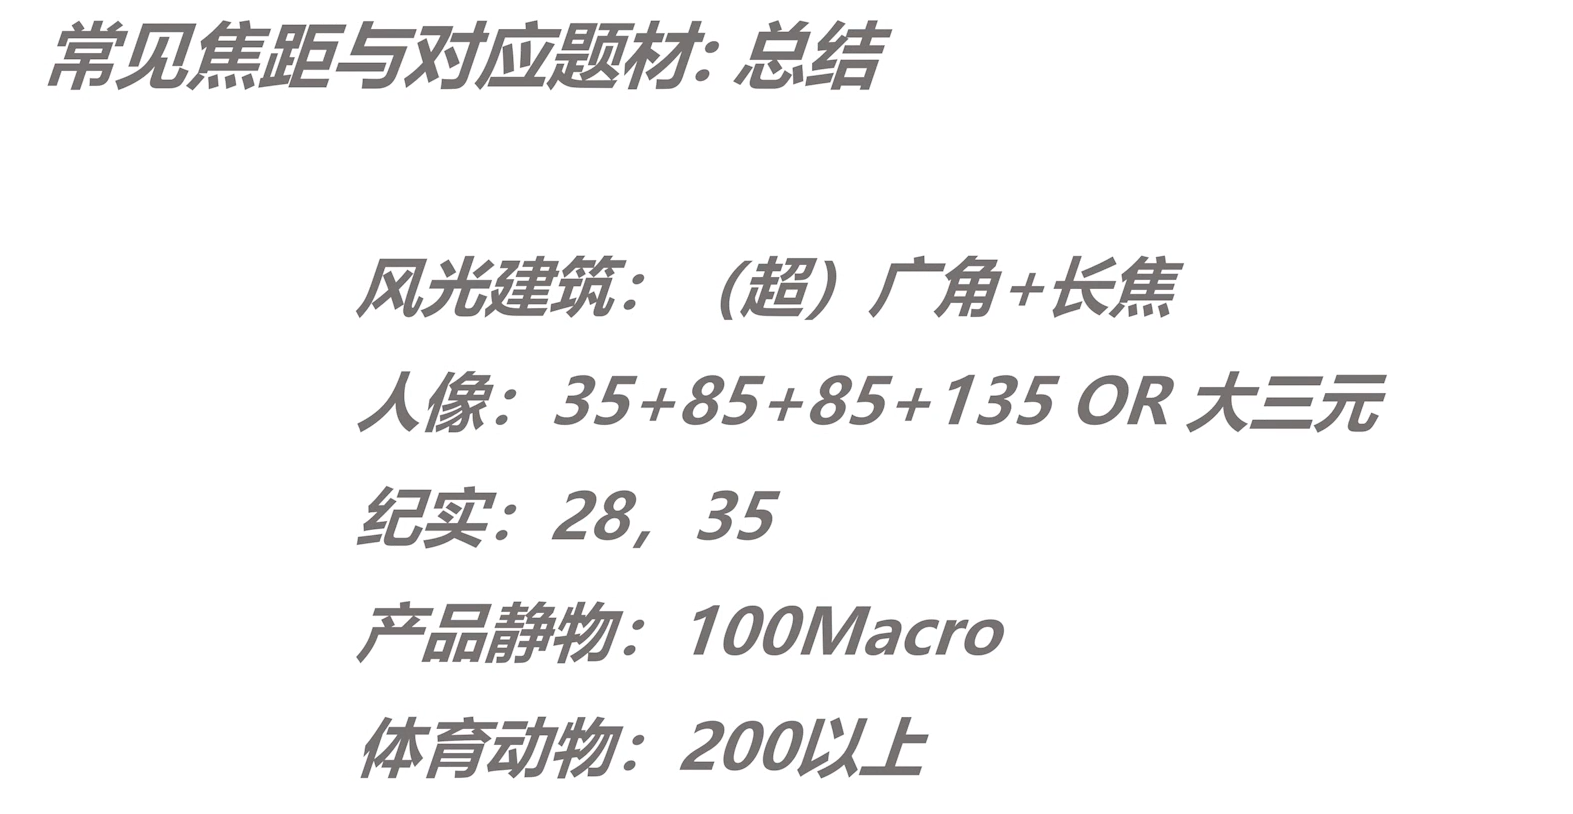 常见焦距与对应题材: 总结
风光建筑：（超）广角+长焦
人像：35+85+85+135 OR 大三元
纪实：28，35
产品静物：100Macro
体育动物：200以上